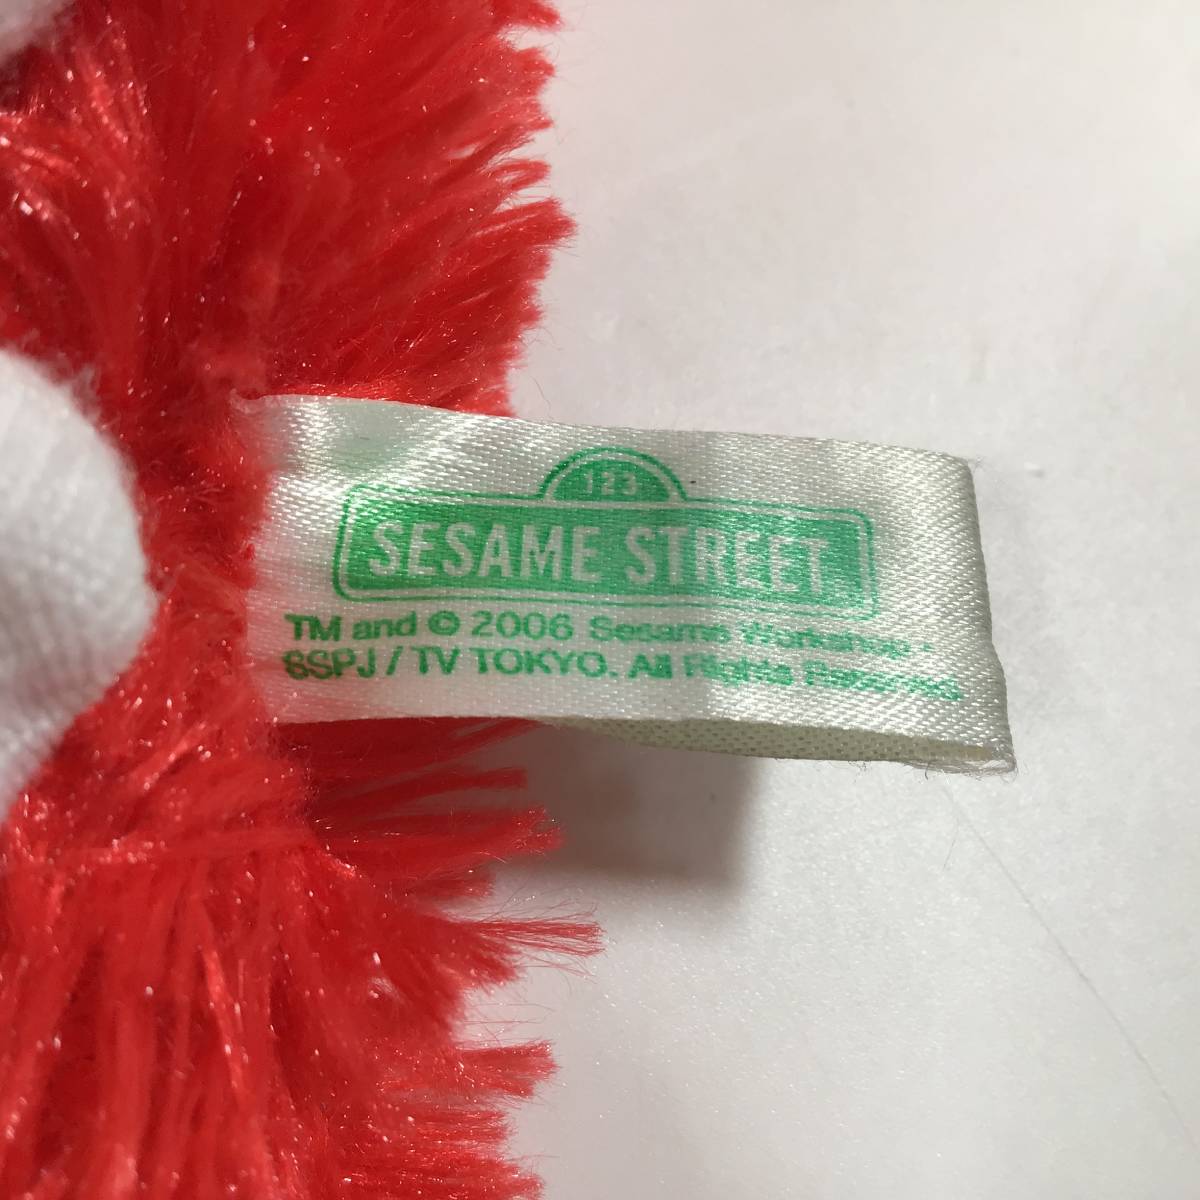 123
SESAME STREET
TM and © 2006 Sesame Workshop.
SSPJ / TV TOKYO. All Rights Reserved.